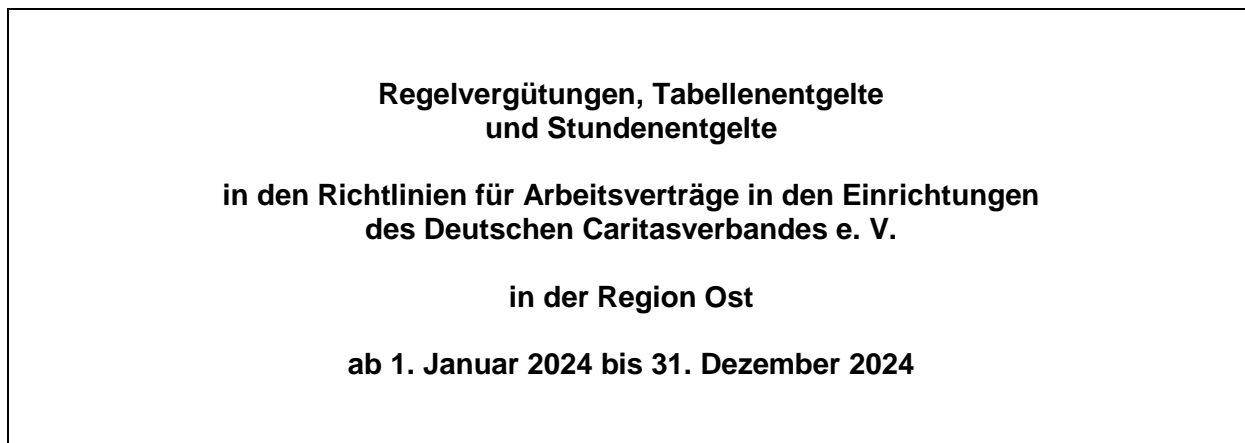 Regelvergütungen, Tabellenentgelte
und Stundenentgelte
in den Richtlinien für Arbeitsverträge in den Einrichtungen
des Deutschen Caritasverbandes e. V.
in der Region Ost
ab 1. Januar 2024 bis 31. Dezember 2024